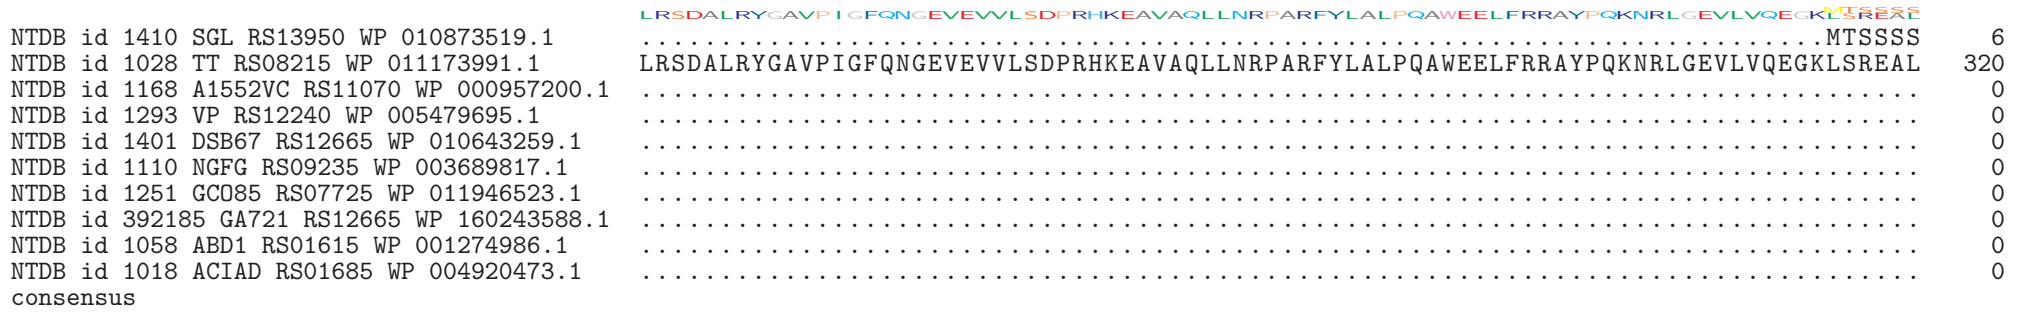 LRSDALRYGAVPIGFQNGEVEVVLSDPRHKEAVAQLLNRPARFYLALPQAWEELFRRAYPQKNRLGEVLVQEGKLSREAL
MTSSSS
NTDB id 1410 SGL RS13950 WP 010873519.1 ..........................................................................MTSSSS 6
NTDB id 1028 TT RS08215 WP 011173991.1 LRSDALRYGAVPIGFQNGEVEVVLSDPRHKEAVAQLLNRPARFYLALPQAWEELFRRAYPQKNRLGEVLVQEGKLSREAL 320
NTDB id 1168 A1552VC RS11070 WP 000957200.1 ................................................................................ 0
NTDB id 1293 VP RS12240 WP 005479695.1 ................................................................................ 0
NTDB id 1401 DSB67 RS12665 WP 010643259.1 ................................................................................ 0
NTDB id 1110 NGFG RS09235 WP 003689817.1 ................................................................................ 0
NTDB id 1251 GCO85 RS07725 WP 011946523.1 ................................................................................ 0
NTDB id 392185 GA721 RS12665 WP 160243588.1 ................................................................................ 0
NTDB id 1058 ABD1 RS01615 WP 001274986.1 ................................................................................ 0
NTDB id 1018 ACIAD RS01685 WP 004920473.1 ................................................................................ 0
consensus